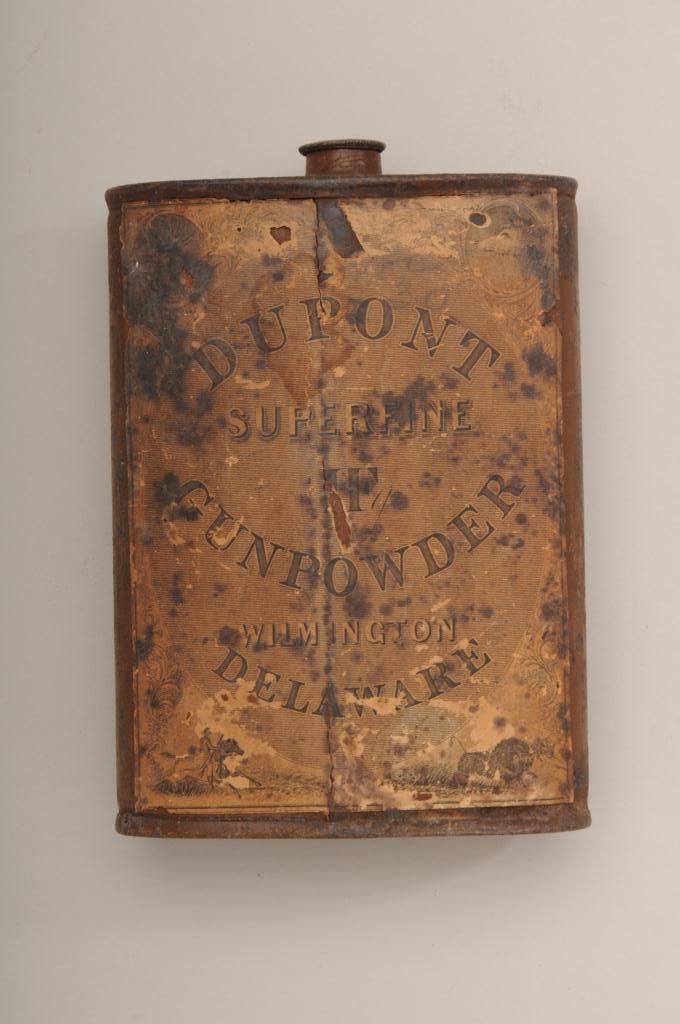 DUPONT
SUPERFINE
GUNPOWDER
WILMINGTON
DELAWARE